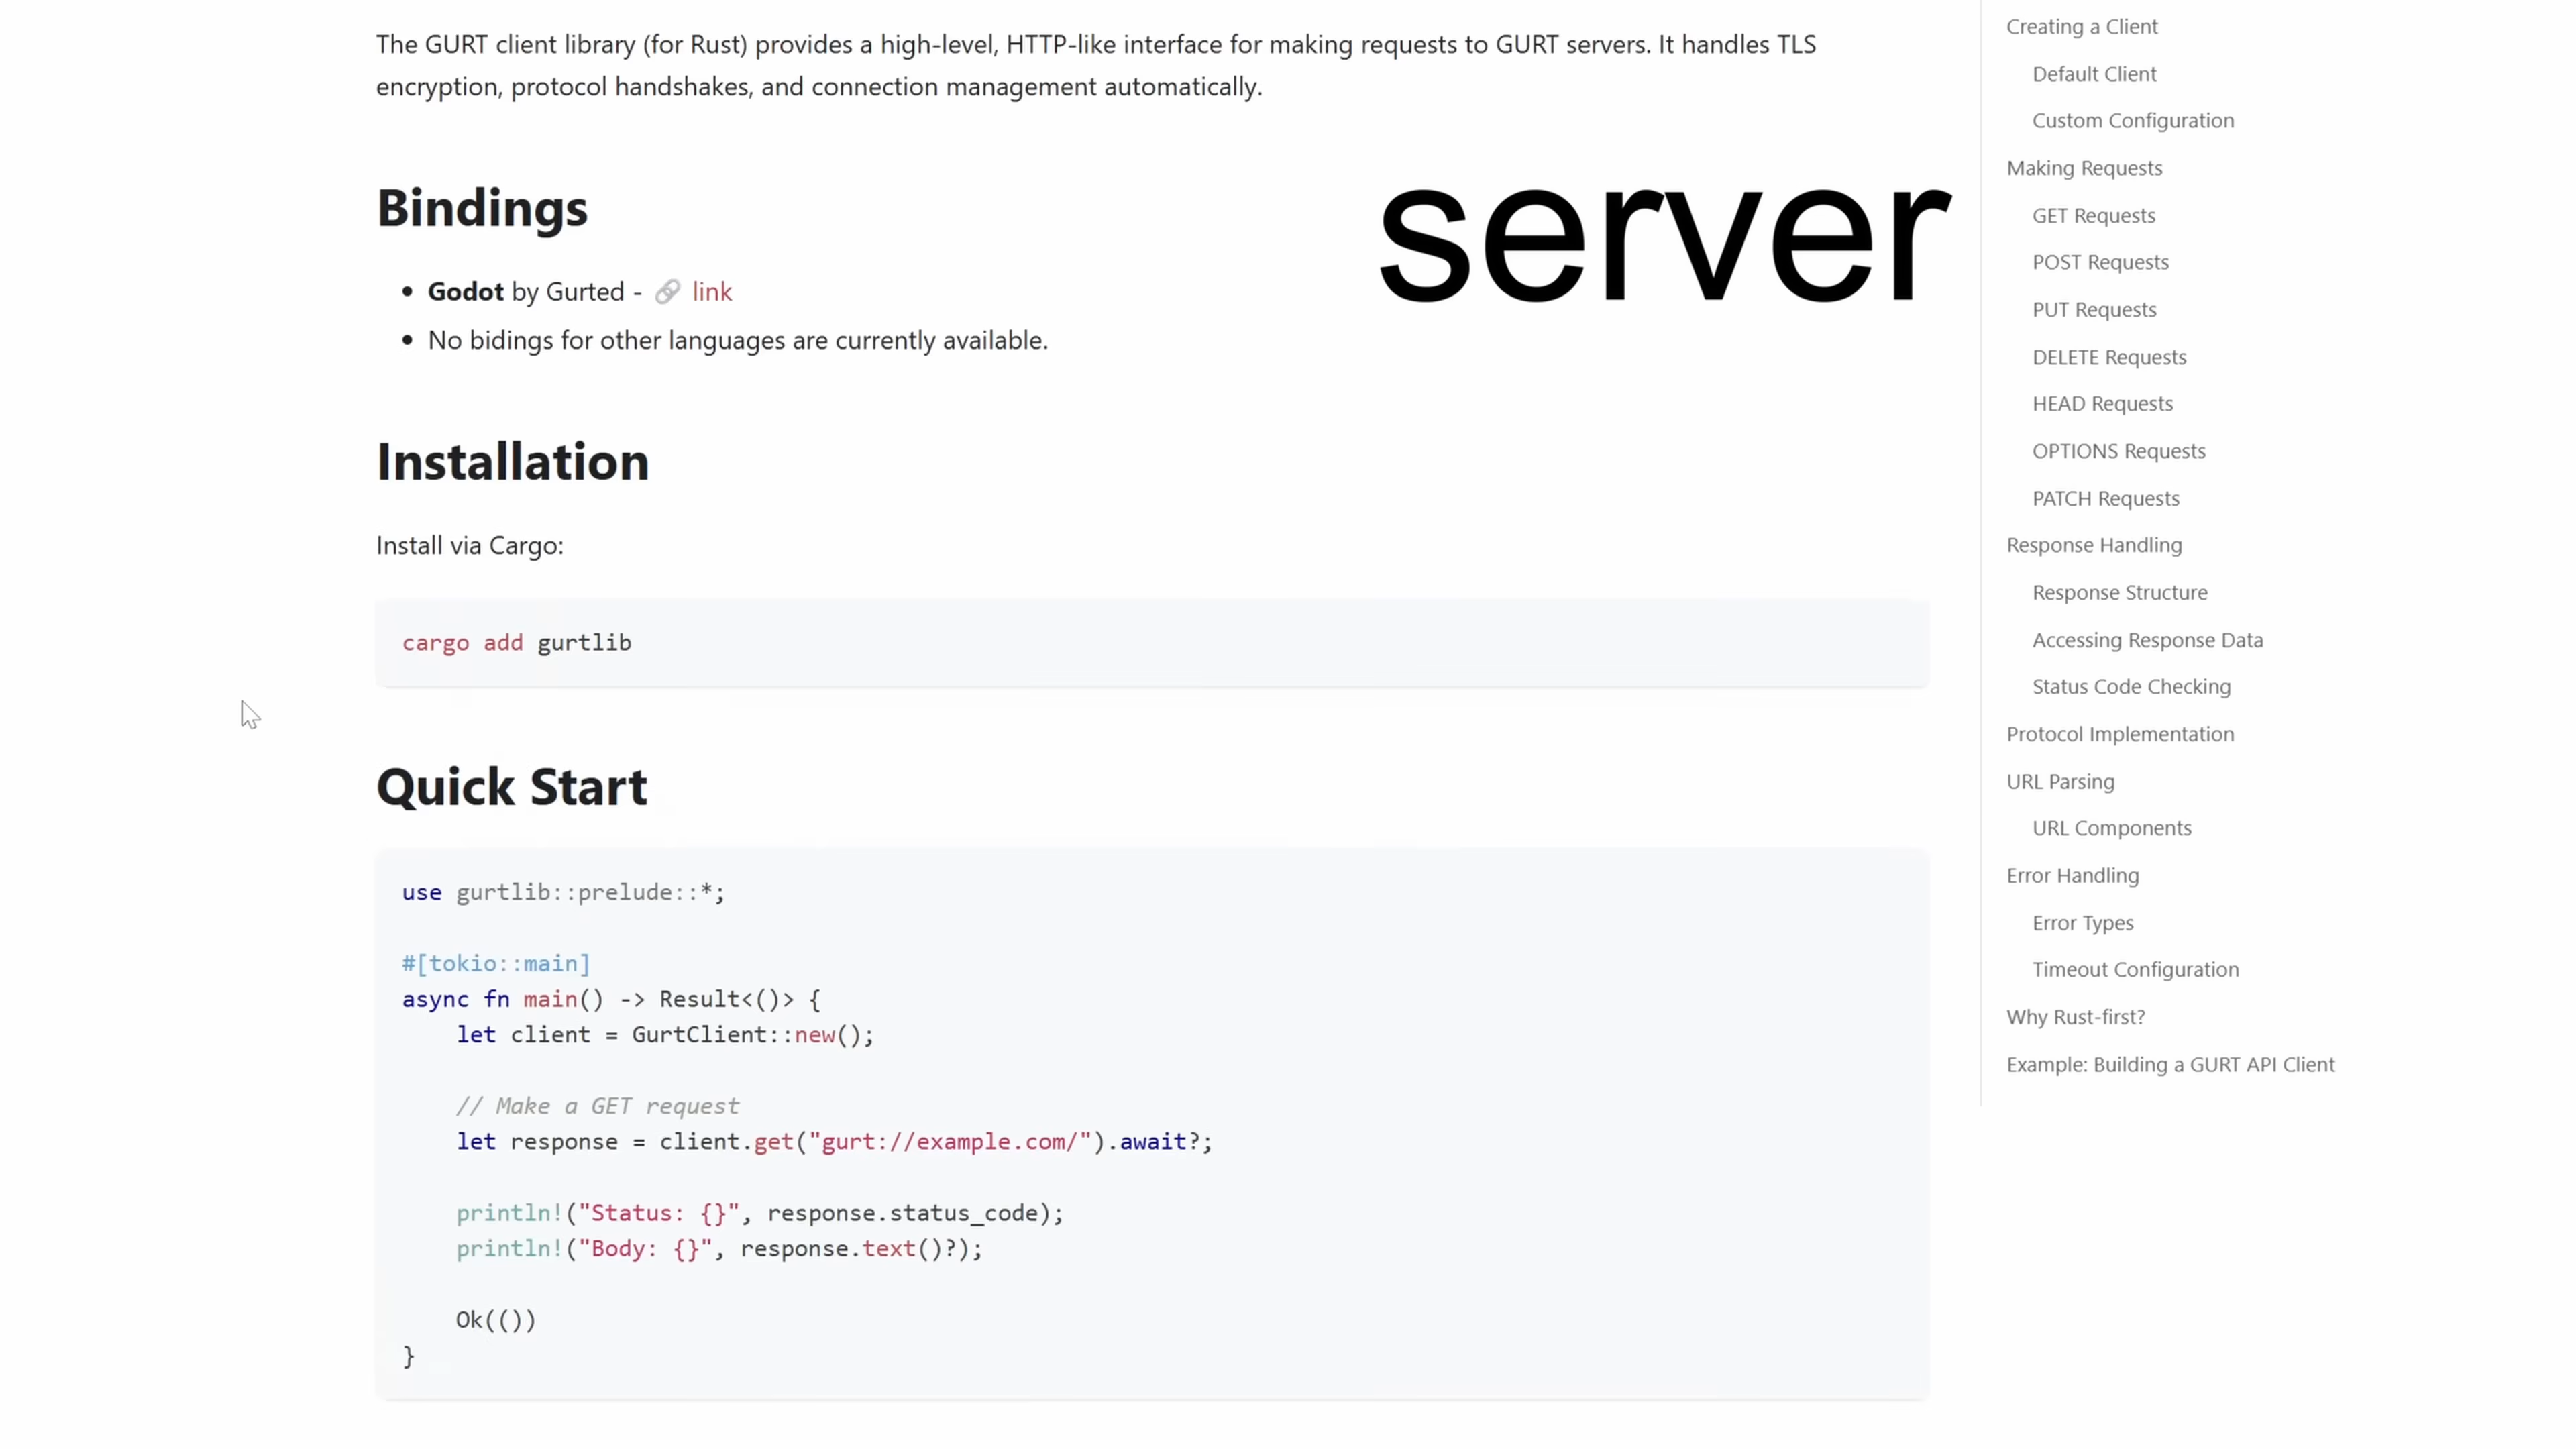 The GURT client library (for Rust) provides a high-level, HTTP-like interface for making requests to GURT servers. It handles TLS
encryption, protocol handshakes, and connection management automatically.
Bindings
server
Godot by Gurted - link
No bidings for other languages are currently available.
Installation
Install via Cargo:
cargo add gurtlib
Quick Start
use gurtlib::prelude::*;
#[tokio::main]
async fn main() -> Result<()> {
let client = GurtClient::new();
// Make a GET request
let response = client.get("gurt://example.com/").await?;
println!("Status: {}", response.status_code);
println!("Body: {}", response.text()?);
Ok(())
}
Creating a Client
Default Client
Custom Configuration
Making Requests
GET Requests
POST Requests
PUT Requests
DELETE Requests
HEAD Requests
OPTIONS Requests
PATCH Requests
Response Handling
Response Structure
Accessing Response Data
Status Code Checking
Protocol Implementation
URL Parsing
URL Components
Error Handling
Error Types
Timeout Configuration
Why Rust-first?
Example: Building a GURT API Client